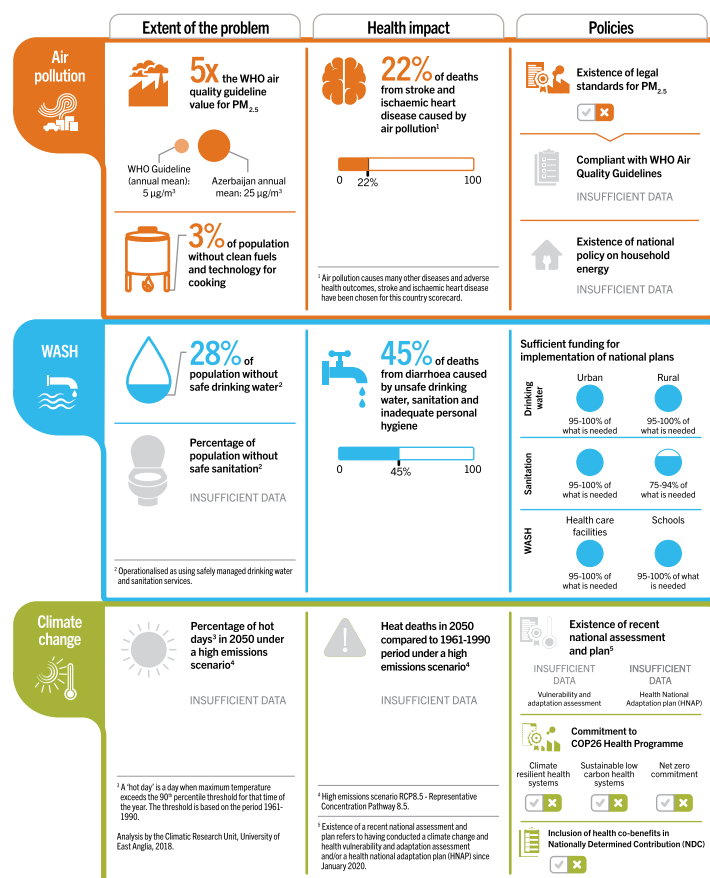 Extent of the problem
Health impact
Policies
Air
pollution
5x the WHO air
quality guideline
value for PM2.5
WHO Guideline
(annual mean):
5 µg/m³
Azerbaijan annual
mean: 25 µg/m³
3% of population
without clean fuels
and technology for
cooking
22% of deaths
from stroke and
ischaemic heart
disease caused by
air pollution¹
0
22%
100
¹ Air pollution causes many other diseases and adverse
health outcomes, stroke and ischaemic heart disease
have been chosen for this country scorecard.
Existence of legal
standards for PM2.5
Compliant with WHO Air
Quality Guidelines
INSUFFICIENT DATA
Existence of national
policy on household
energy
INSUFFICIENT DATA
WASH
28% of
population without
safe drinking water²
Percentage of
population without
safe sanitation²
INSUFFICIENT DATA
² Operationalised as using safely managed drinking water
and sanitation services.
45% of deaths
from diarrhoea caused
by unsafe drinking
water, sanitation and
inadequate personal
hygiene
0
45%
100
Sufficient funding for
implementation of national plans
Drinking
water
Urban
95-100% of
what is needed
Rural
95-100% of
what is needed
Sanitation
95-100% of
what is needed
75-94% of
what is needed
WASH
Health care
facilities
95-100% of
what is needed
Schools
95-100% of what
is needed
Climate
change
Percentage of hot
days³ in 2050 under
a high emissions
scenario⁴
INSUFFICIENT DATA
³ A ‘hot day’ is a day when maximum temperature
exceeds the 90th percentile threshold for that time of
the year. The threshold is based on the period 1961-
1990.
Analysis by the Climatic Research Unit, University of
East Anglia, 2018.
Heat deaths in 2050
compared to 1961-1990
period under a high
emissions scenario⁴
INSUFFICIENT DATA
⁴ High emissions scenario RCP8.5 - Representative
Concentration Pathway 8.5.
⁵ Existence of a recent national assessment and
plan refers to having conducted a climate change and
health vulnerability and adaptation assessment
and/or a health national adaptation plan (HNAP) since
January 2020.
Existence of recent
national assessment
and plan⁵
INSUFFICIENT
DATA
Vulnerability and
adaptation assessment
INSUFFICIENT
DATA
Health National
Adaptation plan (HNAP)
Commitment to
COP26 Health Programme
Climate
resilient health
systems
Sustainable low
carbon health
systems
Net zero
commitment
Inclusion of health co-benefits in
Nationally Determined Contribution (NDC)